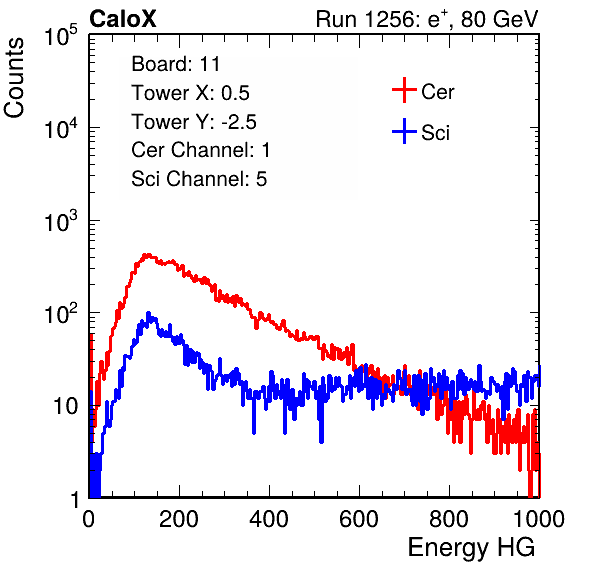 CaloX Run 1256: e⁺, 80 GeV
Counts
10⁵
10⁴
10³
10²
10
1
Board: 11
Tower X: 0.5
Tower Y: -2.5
Cer Channel: 1
Sci Channel: 5
Cer
Sci
0 200 400 600 800 1000
Energy HG